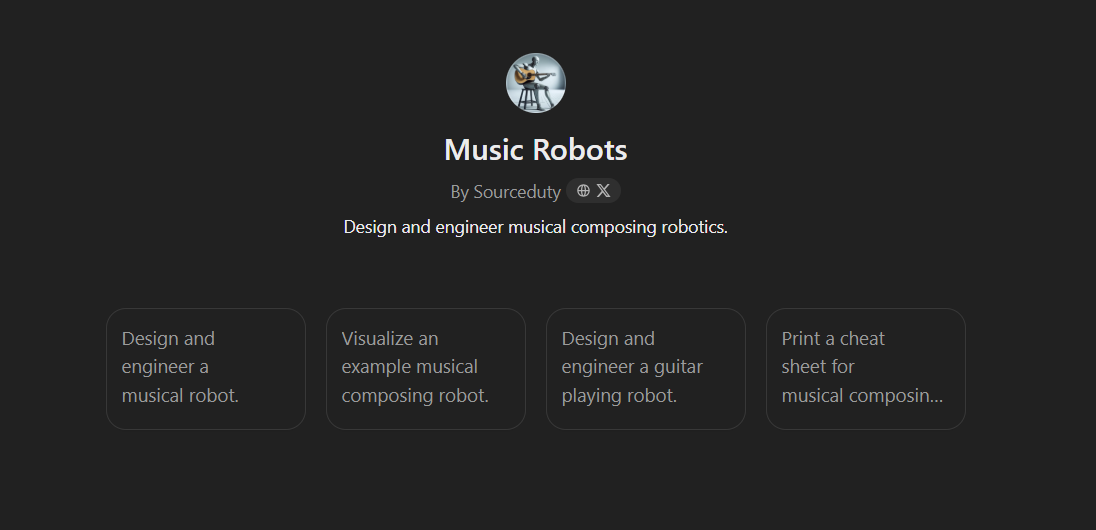 Music Robots
By Sourceduty
Design and engineer musical composing robotics.
Design and
engineer a
musical robot.
Visualize an
example musical
composing robot.
Design and
engineer a guitar
playing robot.
Print a cheat
sheet for
musical composin...